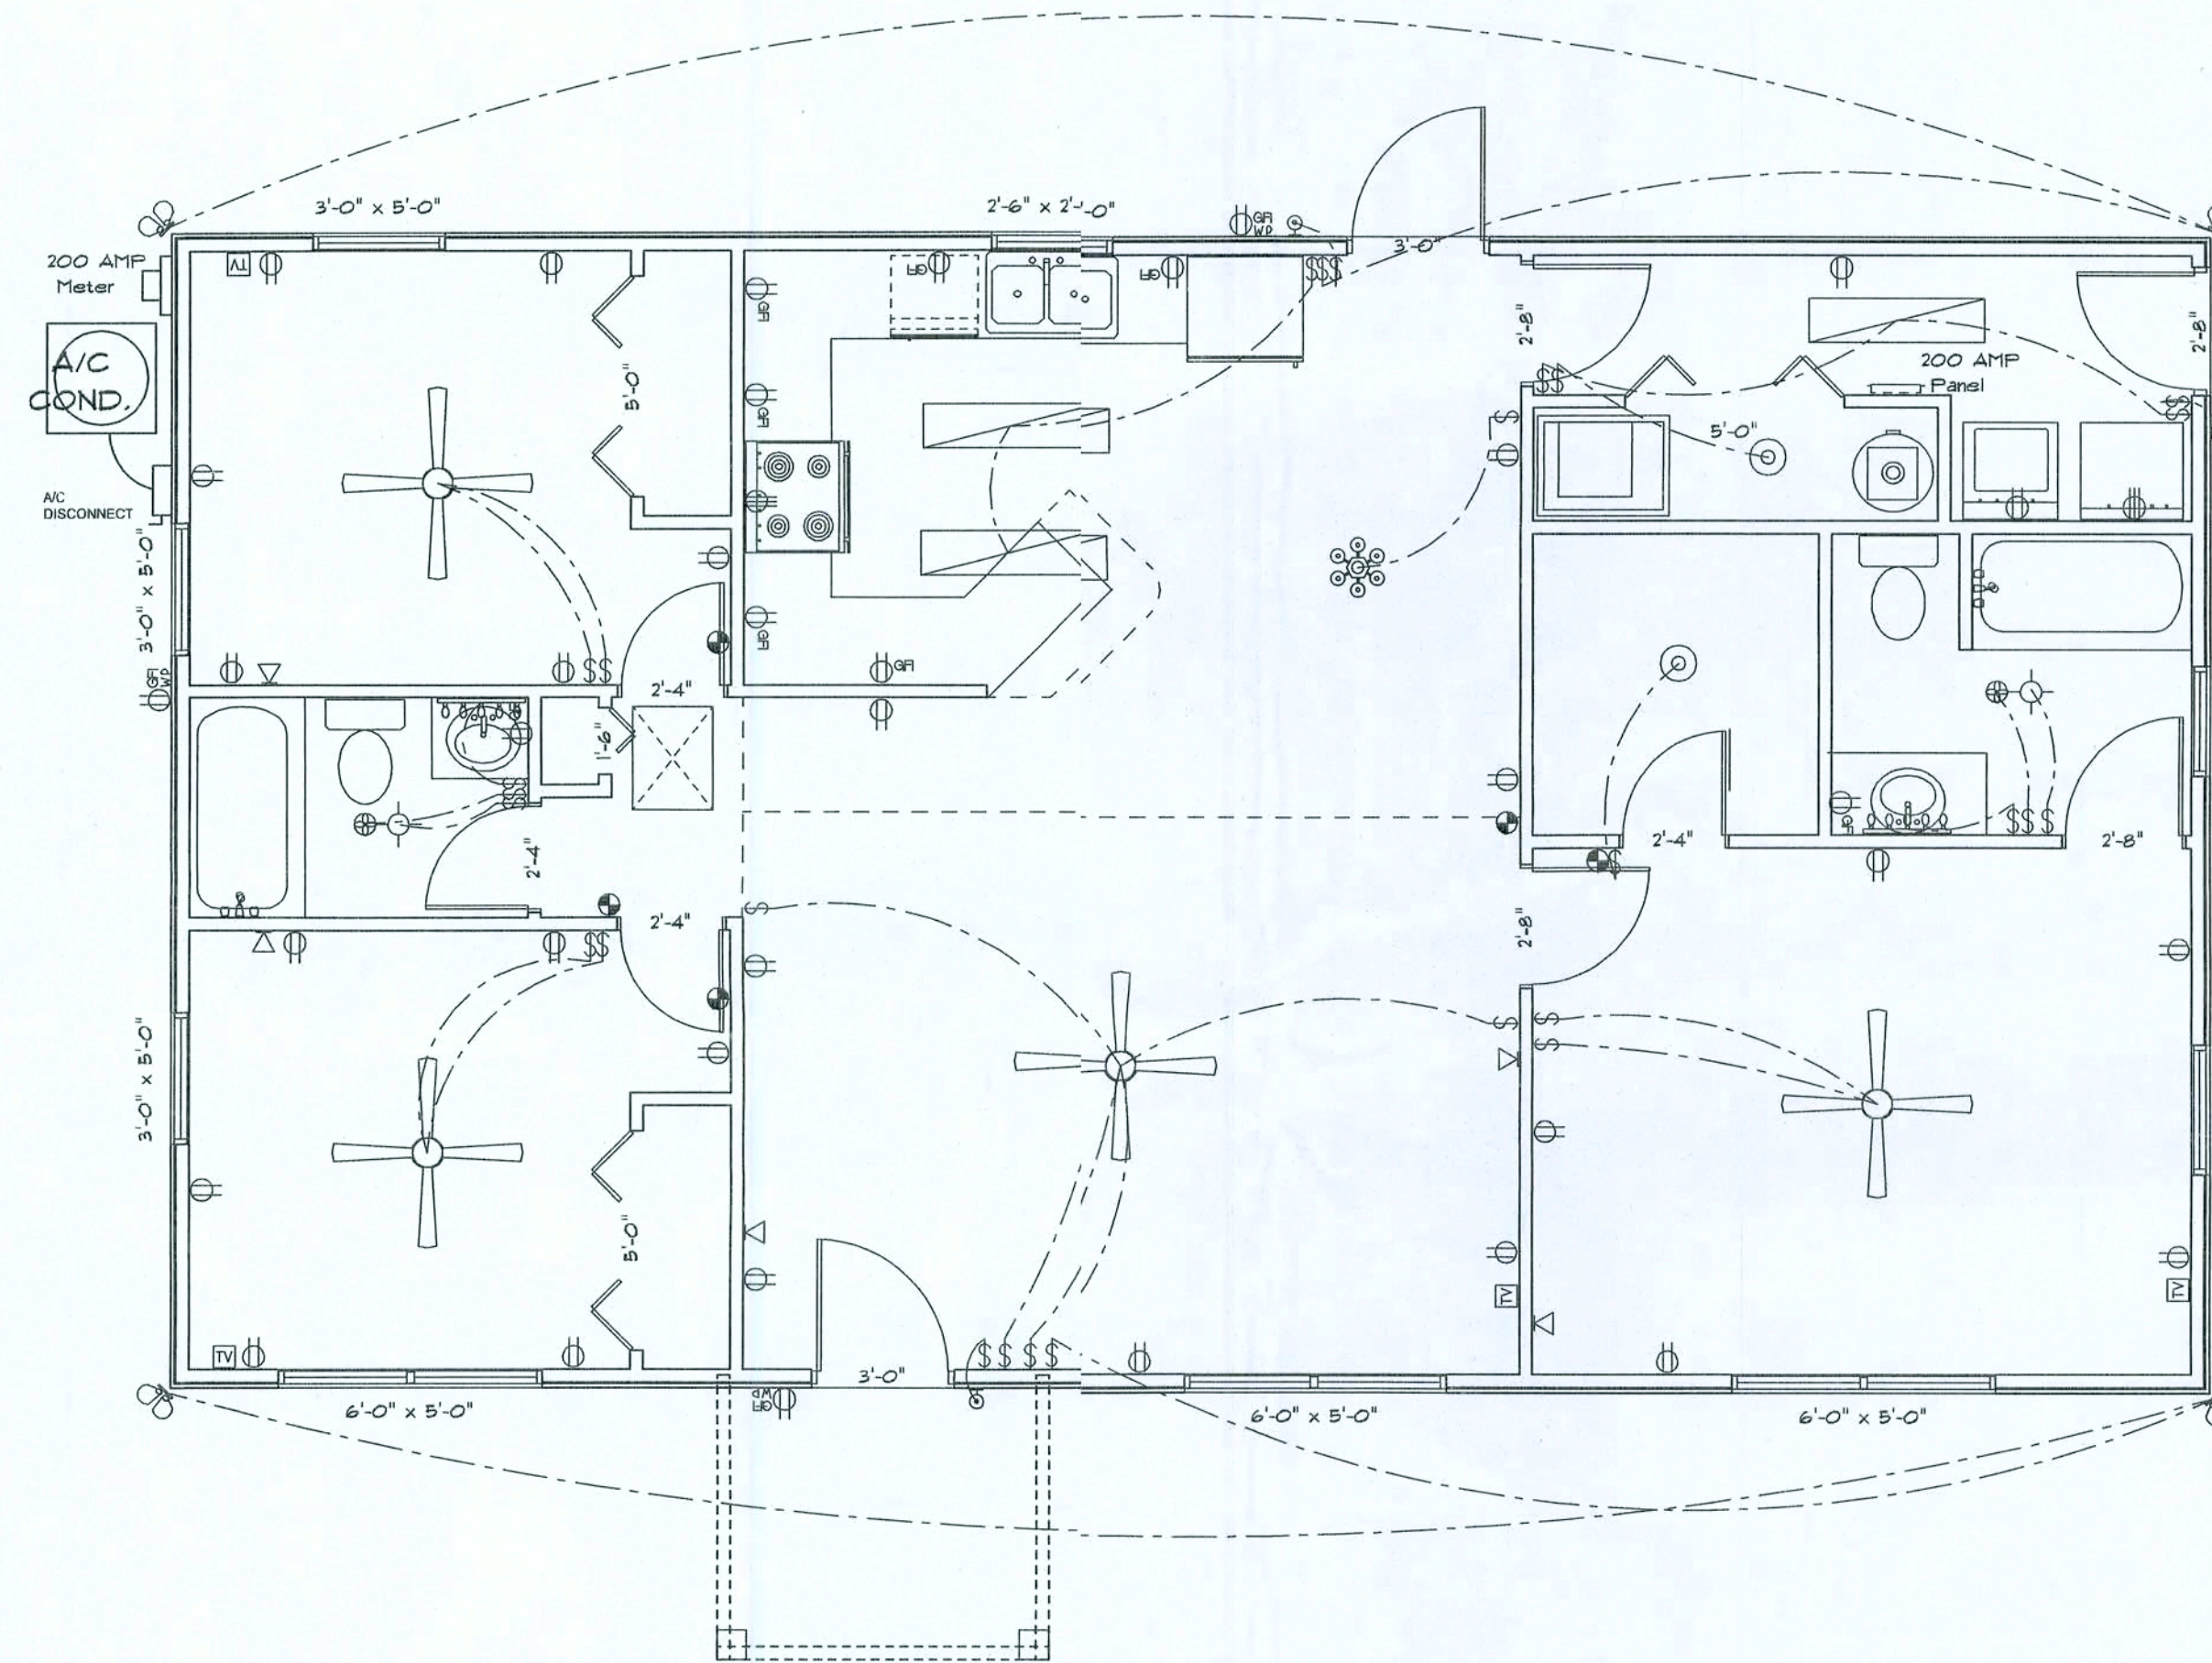 3'-0" x 5'-0"
2'-6" x 2'-'-0"
GFI
WP
3'-0"
200 AMP
Meter
TV
GFI
GFI
$$$
GFI
2'-8"
2'-8"
A/C
COND.
5'-0"
GFI
$$
200 AMP
Panel
$$
$
5'-0"
A/C
DISCONNECT
3'-0" x 5'-0"
GFI
GFI
WP
$$
2'-4"
GFI
1'-6"
$$$
GFI
$$$
2'-4"
2'-4"
2'-8"
$
2'-4"
$
2'-8"
$$
3'-0" x 5'-0"
$
$
$
5'-0"
TV
TV
TV
$$$$
3'-0"
GFI
WP
6'-0" x 5'-0"
6'-0" x 5'-0"
6'-0" x 5'-0"